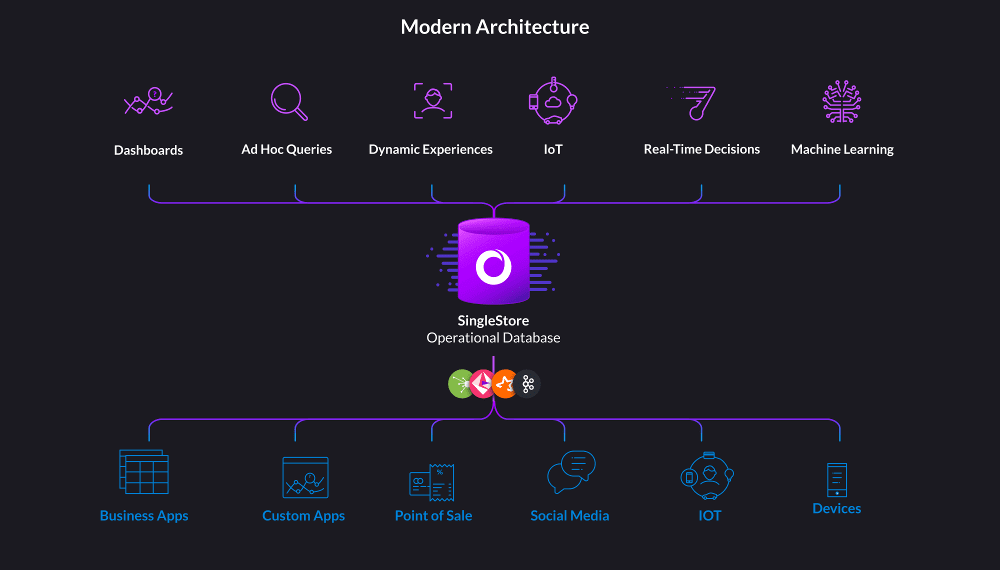 Modern Architecture
Dashboards
Ad Hoc Queries
Dynamic Experiences
IoT
Real-Time Decisions
Machine Learning
SingleStore
Operational Database
%
Business Apps
Custom Apps
Point of Sale
Social Media
IOT
Devices